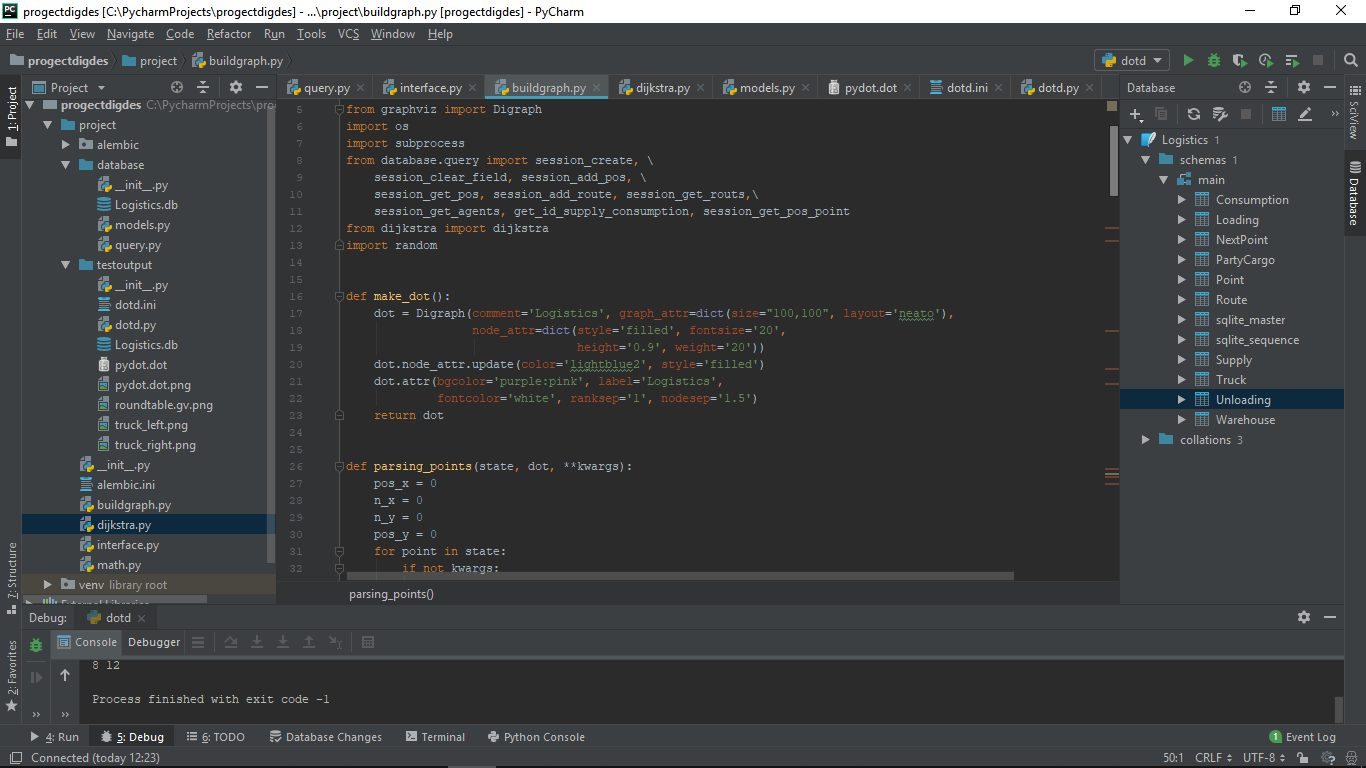 progectdigdes [C:\PycharmProjects\progectdigdes] - ...\project\buildgraph.py [progectdigdes] - PyCharm
File Edit View Navigate Code Refactor Run Tools VCS Window Help
progectdigdes project buildgraph.py dotd
Project
query.py interface.py buildgraph.py dijkstra.py models.py pydot.dot dotd.ini dotd.py
Database
1: Project
progectdigdes C:\PycharmProjects\pro
project
alembic
database
__init__.py
Logistics.db
models.py
query.py
testoutput
__init__.py
dotd.ini
dotd.py
Logistics.db
pydot.dot
pydot.dot.png
roundtable.gv.png
truck_left.png
truck_right.png
__init__.py
alembic.ini
buildgraph.py
dijkstra.py
interface.py
math.py
venv library root
External Libraries
5 from graphviz import Digraph
6 import os
7 import subprocess
8 from database.query import session_create, \
9 session_clear_field, session_add_pos, \
10 session_get_pos, session_add_route, session_get_routs,\
11 session_get_agents, get_id_supply_consumption, session_get_pos_point
12 from dijkstra import dijkstra
13 import random
14
15
16 def make_dot():
17 dot = Digraph(comment='Logistics', graph_attr=dict(size="100,100", layout='neato'),
18 node_attr=dict(style='filled', fontsize='20',
19 height='0.9', weight='20'))
20 dot.node_attr.update(color='lightblue2', style='filled')
21 dot.attr(bgcolor='purple:pink', label='Logistics',
22 fontcolor='white', ranksep='1', nodesep='1.5')
23 return dot
24
25
26 def parsing_points(state, dot, **kwargs):
27 pos_x = 0
28 n_x = 0
29 n_y = 0
30 pos_y = 0
31 for point in state:
32 if not kwargs:
parsing_points()
Logistics 1
schemas 1
main
Consumption
Loading
NextPoint
PartyCargo
Point
Route
sqlite_master
sqlite_sequence
Supply
Truck
Unloading
Warehouse
collations 3
SciView
Database
7: Structure
2: Favorites
Debug: dotd
Console Debugger
8 12
Process finished with exit code -1
4: Run 5: Debug 6: TODO Database Changes Terminal Python Console 1 Event Log
Connected (today 12:23) 50:1 CRLF UTF-8